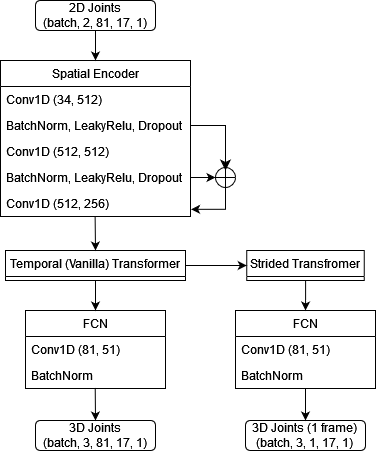 2D Joints
(batch, 2, 81, 17, 1)
Spatial Encoder
Conv1D (34, 512)
BatchNorm, LeakyRelu, Dropout
Conv1D (512, 512)
BatchNorm, LeakyRelu, Dropout
Conv1D (512, 256)
Temporal (Vanilla) Transformer
Strided Transfromer
FCN
Conv1D (81, 51)
BatchNorm
FCN
Conv1D (81, 51)
BatchNorm
3D Joints
(batch, 3, 81, 17, 1)
3D Joints (1 frame)
(batch, 3, 1, 17, 1)